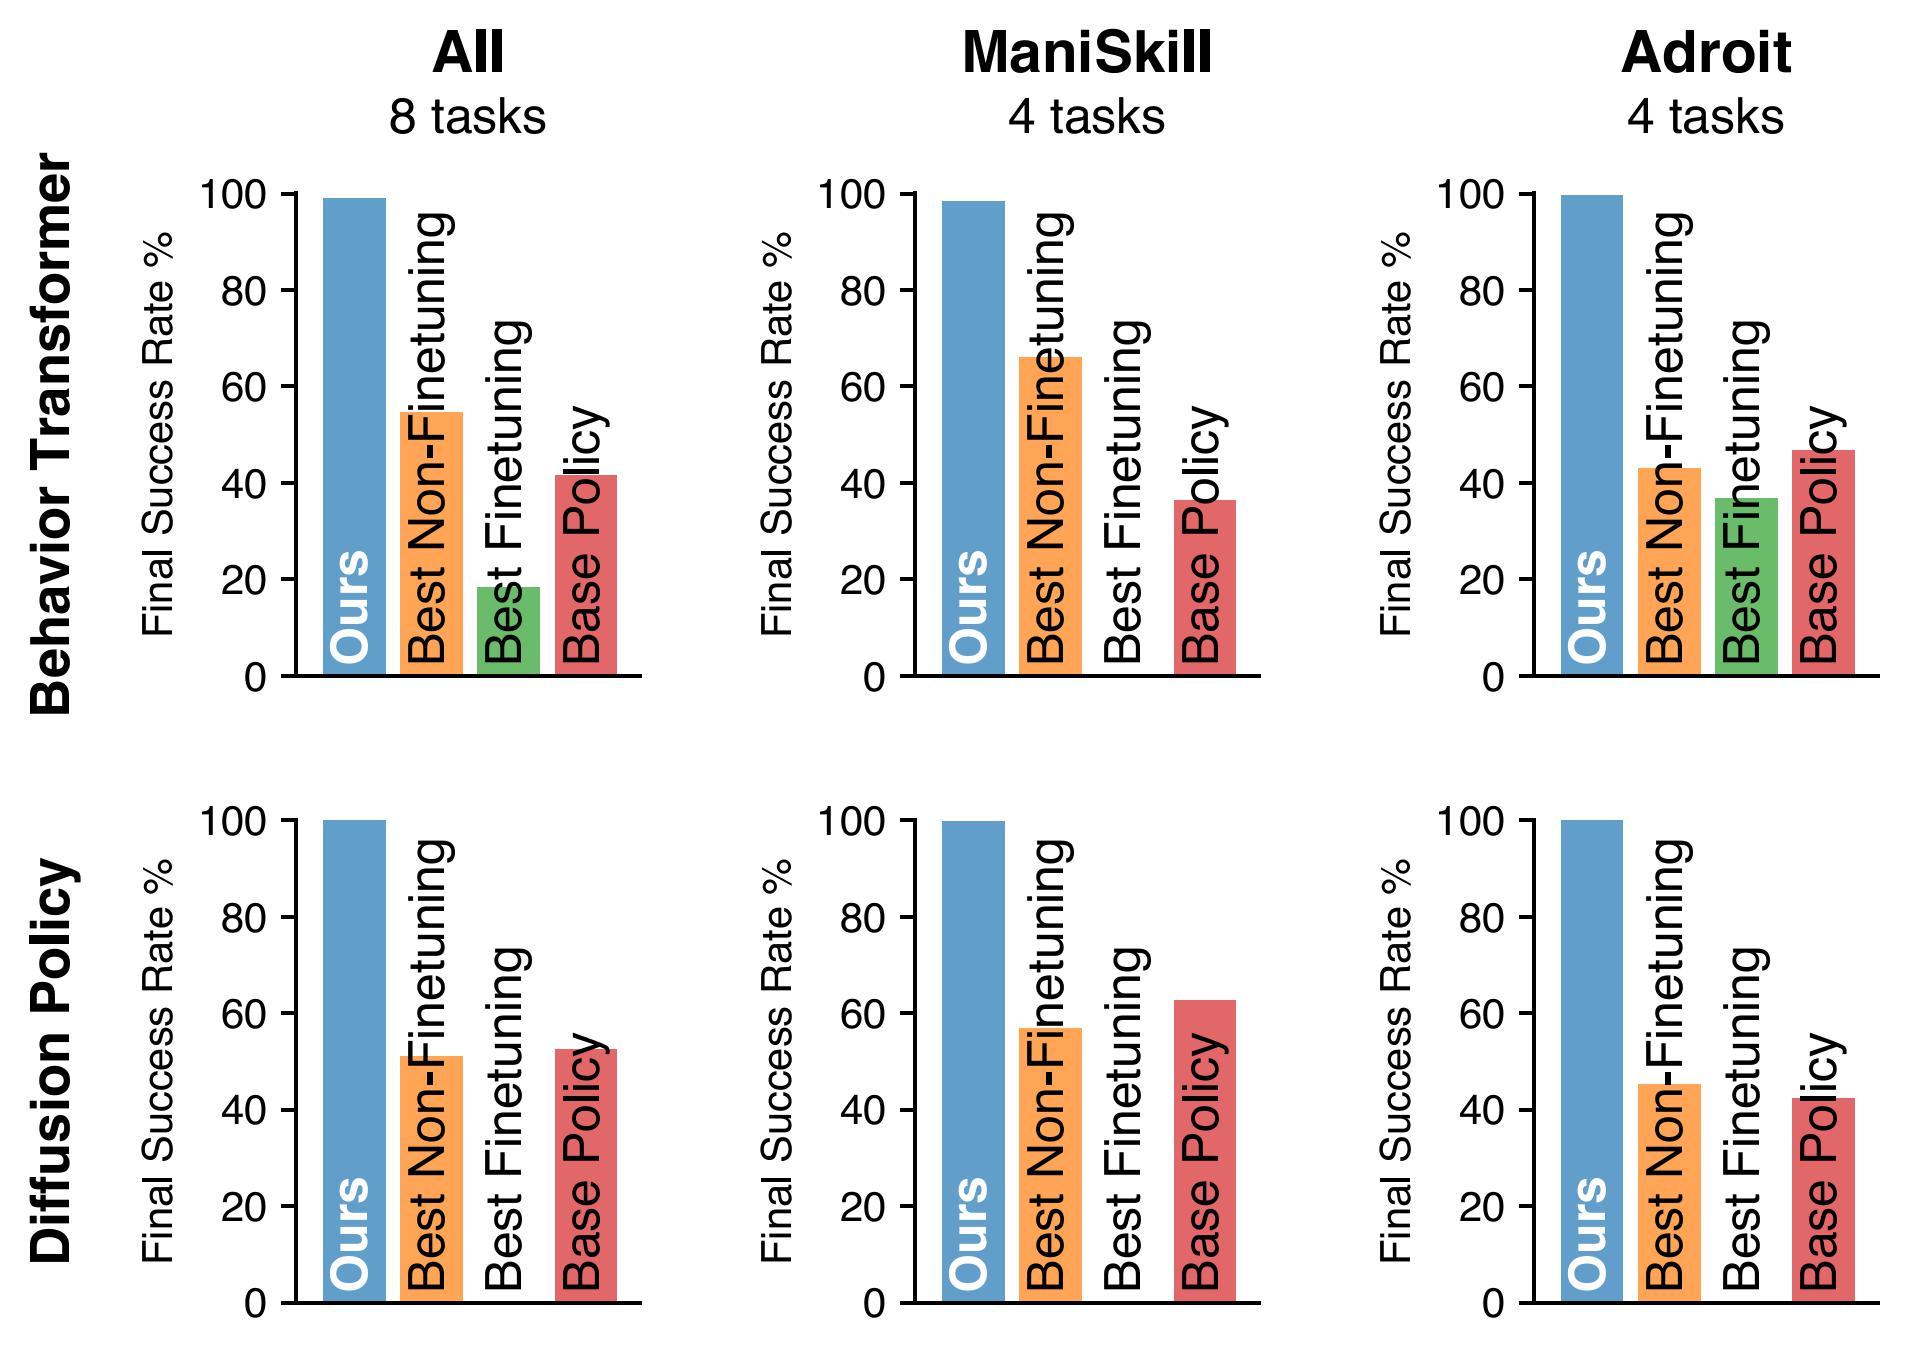 All
8 tasks
ManiSkill
4 tasks
Adroit
4 tasks
Behavior Transformer
Final Success Rate %
100
80
60
40
20
0
Ours
Best Non-Finetuning
Best Finetuning
Base Policy
Final Success Rate %
100
80
60
40
20
0
Ours
Best Non-Finetuning
Best Finetuning
Base Policy
Final Success Rate %
100
80
60
40
20
0
Ours
Best Non-Finetuning
Best Finetuning
Base Policy
Diffusion Policy
Final Success Rate %
100
80
60
40
20
0
Ours
Best Non-Finetuning
Best Finetuning
Base Policy
Final Success Rate %
100
80
60
40
20
0
Ours
Best Non-Finetuning
Best Finetuning
Base Policy
Final Success Rate %
100
80
60
40
20
0
Ours
Best Non-Finetuning
Best Finetuning
Base Policy